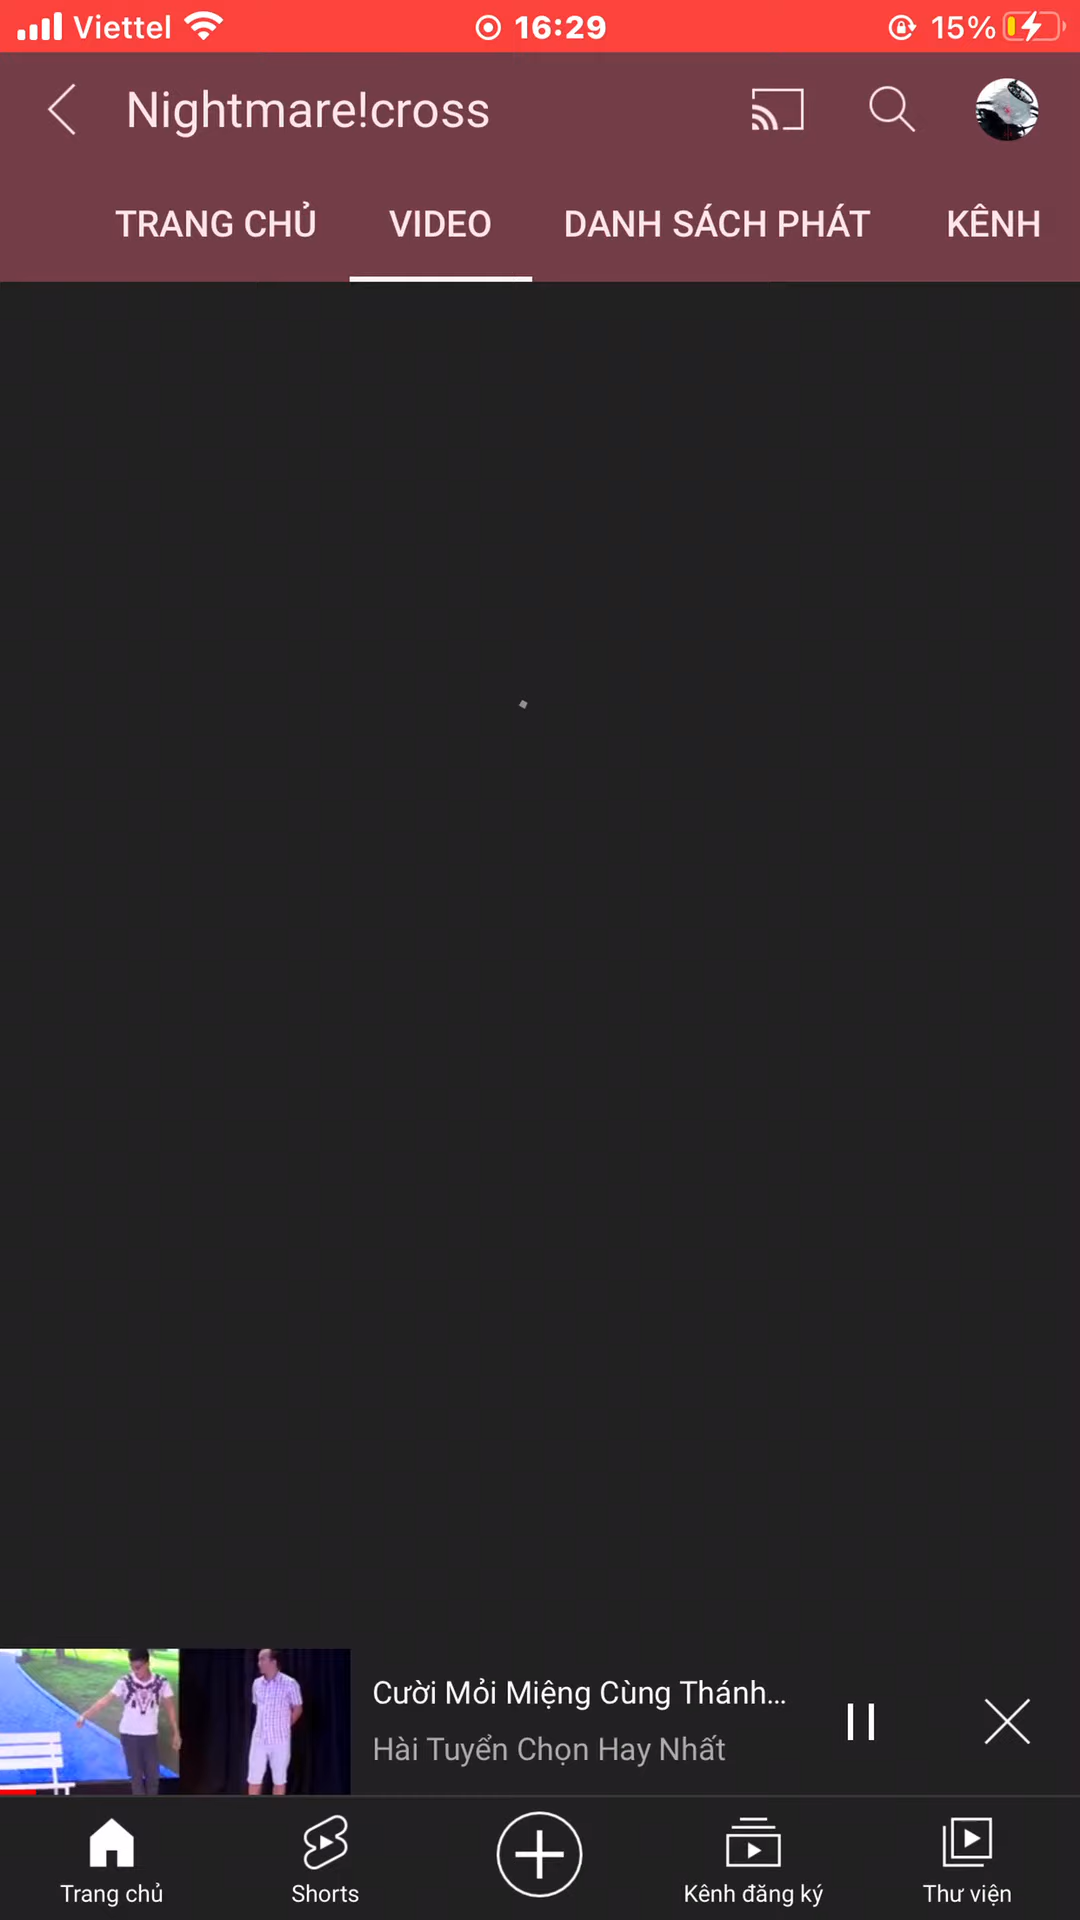 Viettel 16:29 15%
Nightmare!cross
TRANG CHỦ VIDEO DANH SÁCH PHÁT KÊNH
Cười Mỏi Miệng Cùng Thánh...
Hài Tuyển Chọn Hay Nhất
Trang chủ Shorts Kênh đăng ký Thư viện